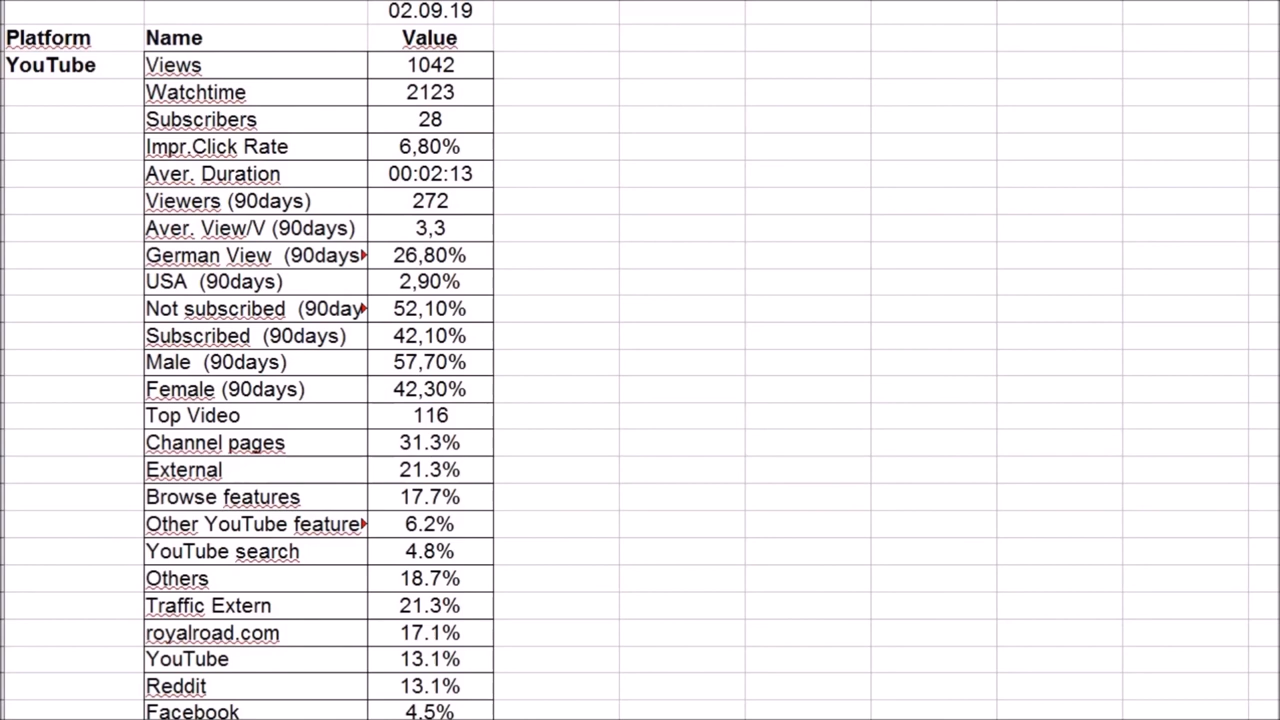 02.09.19
Platform Name Value
YouTube Views 1042
Watchtime 2123
Subscribers 28
Impr.Click Rate 6,80%
Aver. Duration 00:02:13
Viewers (90days) 272
Aver. View/V (90days) 3,3
German View (90days 26,80%
USA (90days) 2,90%
Not subscribed (90day 52,10%
Subscribed (90days) 42,10%
Male (90days) 57,70%
Female (90days) 42,30%
Top Video 116
Channel pages 31.3%
External 21.3%
Browse features 17.7%
Other YouTube feature 6.2%
YouTube search 4.8%
Others 18.7%
Traffic Extern 21.3%
royalroad.com 17.1%
YouTube 13.1%
Reddit 13.1%
Facebook 4.5%